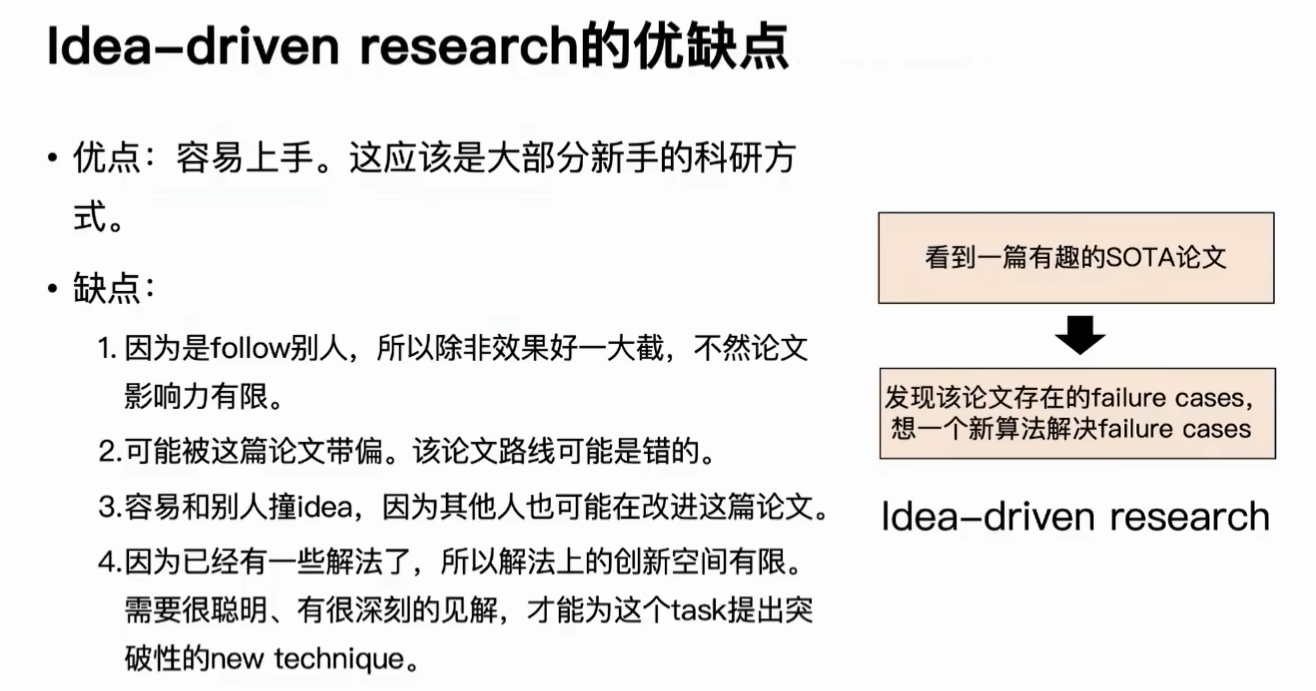 Idea-driven research的优缺点
• 优点：容易上手。这应该是大部分新手的科研方
式。
• 缺点：
1. 因为是follow别人，所以除非效果好一大截，不然论文
影响力有限。
2.可能被这篇论文带偏。该论文路线可能是错的。
3.容易和别人撞idea，因为其他人也可能在改进这篇论文。
4.因为已经有一些解法了，所以解法上的创新空间有限。
需要很聪明、有很深刻的见解，才能为这个task提出突
破性的new technique。
看到一篇有趣的SOTA论文
发现该论文存在的failure cases，
想一个新算法解决failure cases
Idea-driven research